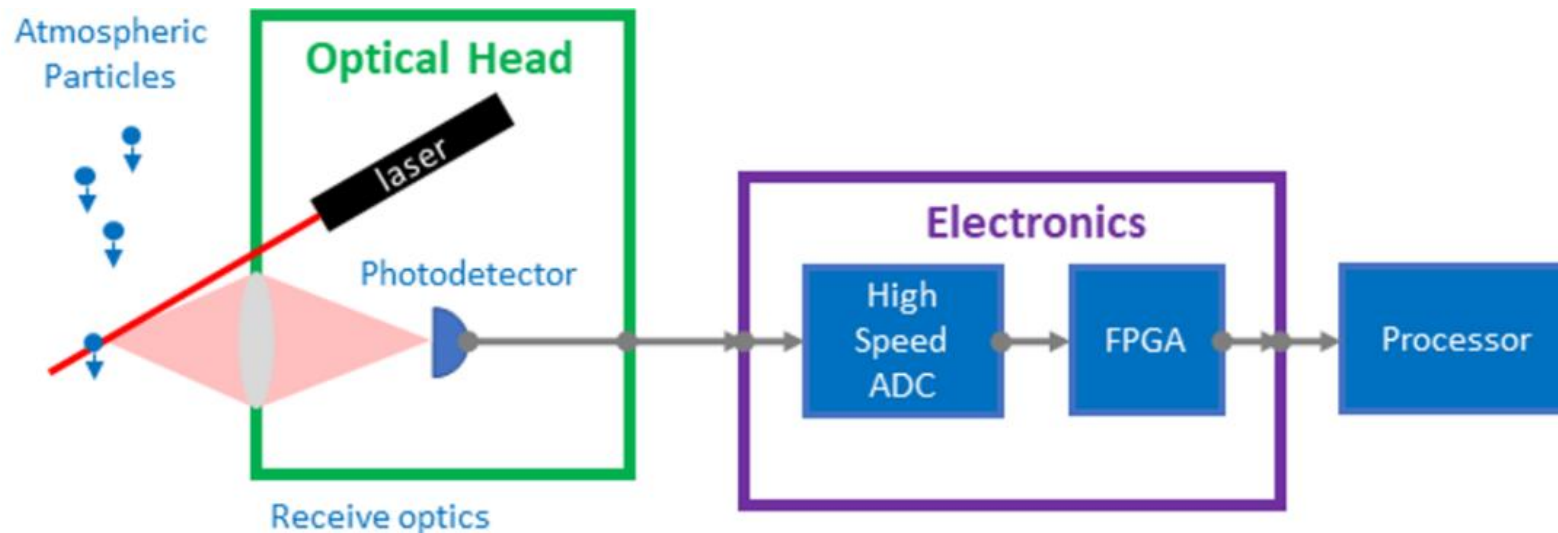 Atmospheric
Particles
Optical Head
laser
Photodetector
Receive optics
Electronics
High
Speed
ADC
FPGA
Processor